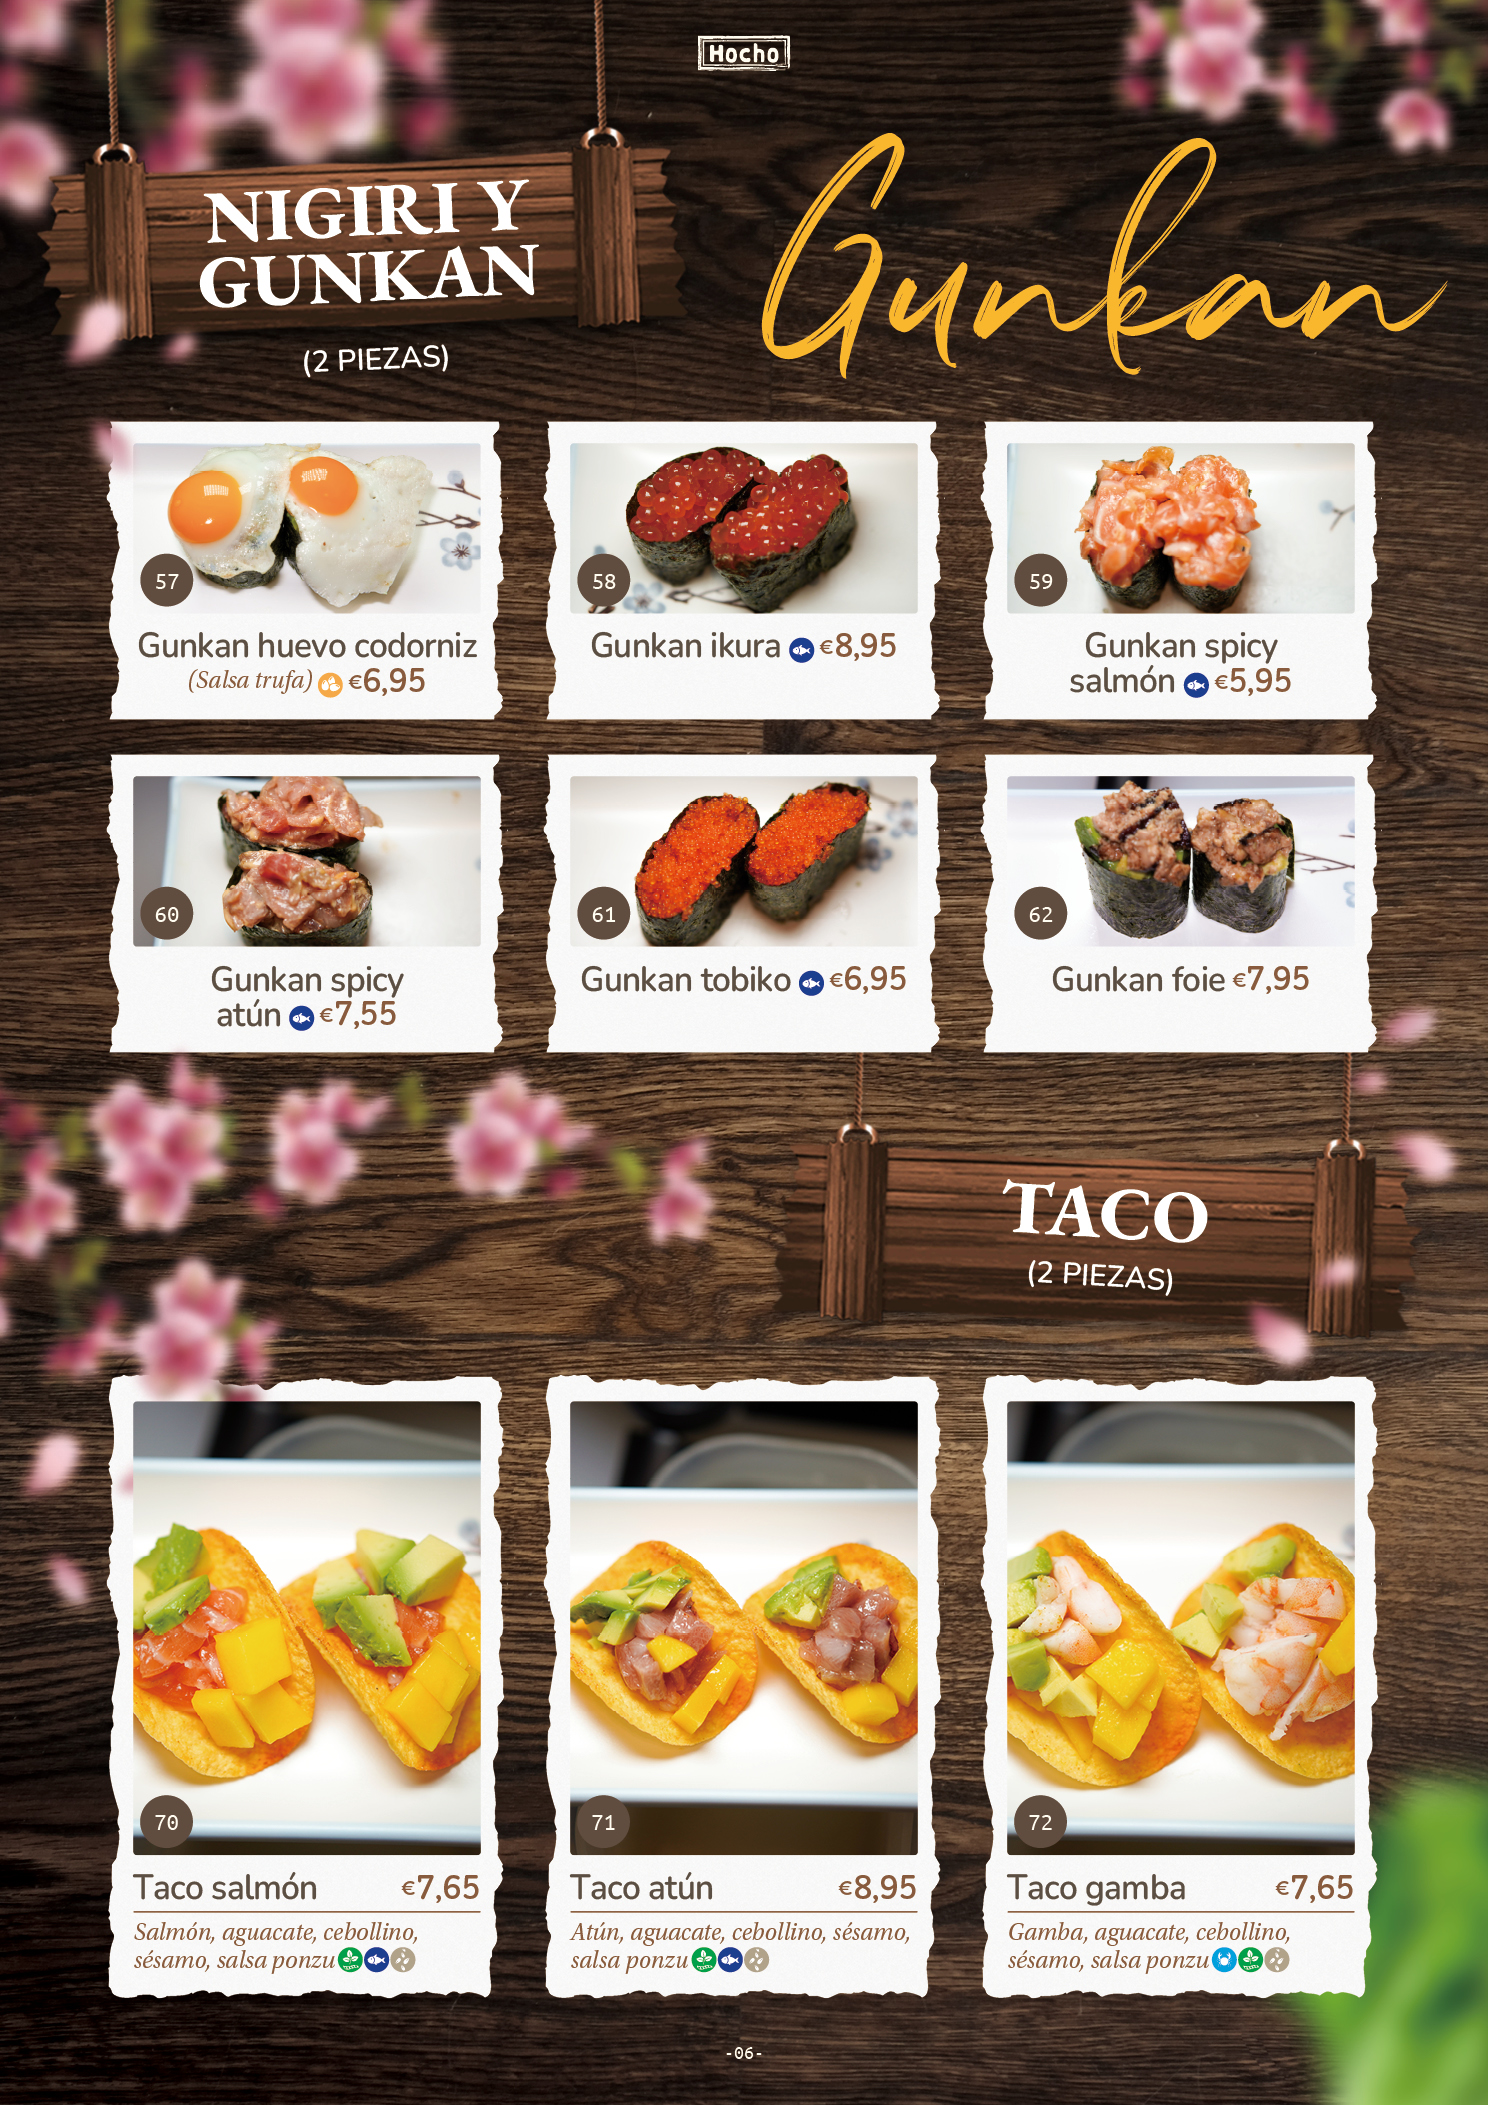 Hocho
NIGIRI Y
GUNKAN
(2 PIEZAS)
Gunkan
57
Gunkan huevo codorniz
(Salsa trufa) €6,95
58
Gunkan ikura €8,95
59
Gunkan spicy
salmón €5,95
60
Gunkan spicy
atún €7,55
61
Gunkan tobiko €6,95
62
Gunkan foie €7,95
TACO
(2 PIEZAS)
70
Taco salmón €7,65
Salmón, aguacate, cebollino,
sésamo, salsa ponzu
71
Taco atún €8,95
Atún, aguacate, cebollino, sésamo,
salsa ponzu
72
Taco gamba €7,65
Gamba, aguacate, cebollino,
sésamo, salsa ponzu
-06-